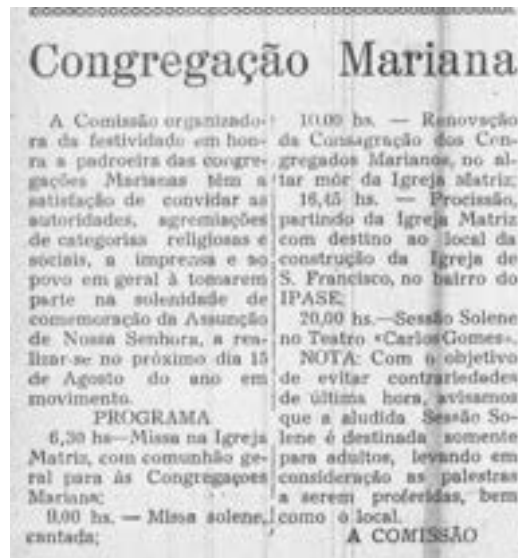 Congregação Mariana
A Comissão organizado-
ra da festividade em hon-
ra a padroeira das congre-
gações Marianas têm a
satisfação de convidar as
autoridades, agremiações
de categorias religiosas e
sociais, a imprensa e ao
povo em geral à tomarem
parte na solenidade de
comemoração da Assunção
de Nossa Senhora, a rea-
lizar-se no próximo dia 15
de Agosto do ano em
movimento.
PROGRAMA
6,30 hs—Missa na Igreja
Matriz, com comunhão ge-
ral para ás Congregaçoes
Mariana;
9,00 hs. — Missa solene,
cantada;
10.00 hs. — Renovação
da Consagração dos Con-
gregados Marianos, no al-
tar mór da Igreja Matriz;
16,45 hs. — Procissão,
partindo da Igreja Matriz
com destino ao local da
construção da Igreja de
S. Francisco, no bairro do
IPASE;
20,00 hs.—Sessão Solene
no Teatro «Carlos Gomes».
NOTA: Com o objetivo
de evitar contrariedades
de última hora, avisamos
que a aludida Sessão So-
lene é destinada somente
para adultos, levando em
consideração as palestras
a serem proferidas, bem
como o local.
A COMISSÃO